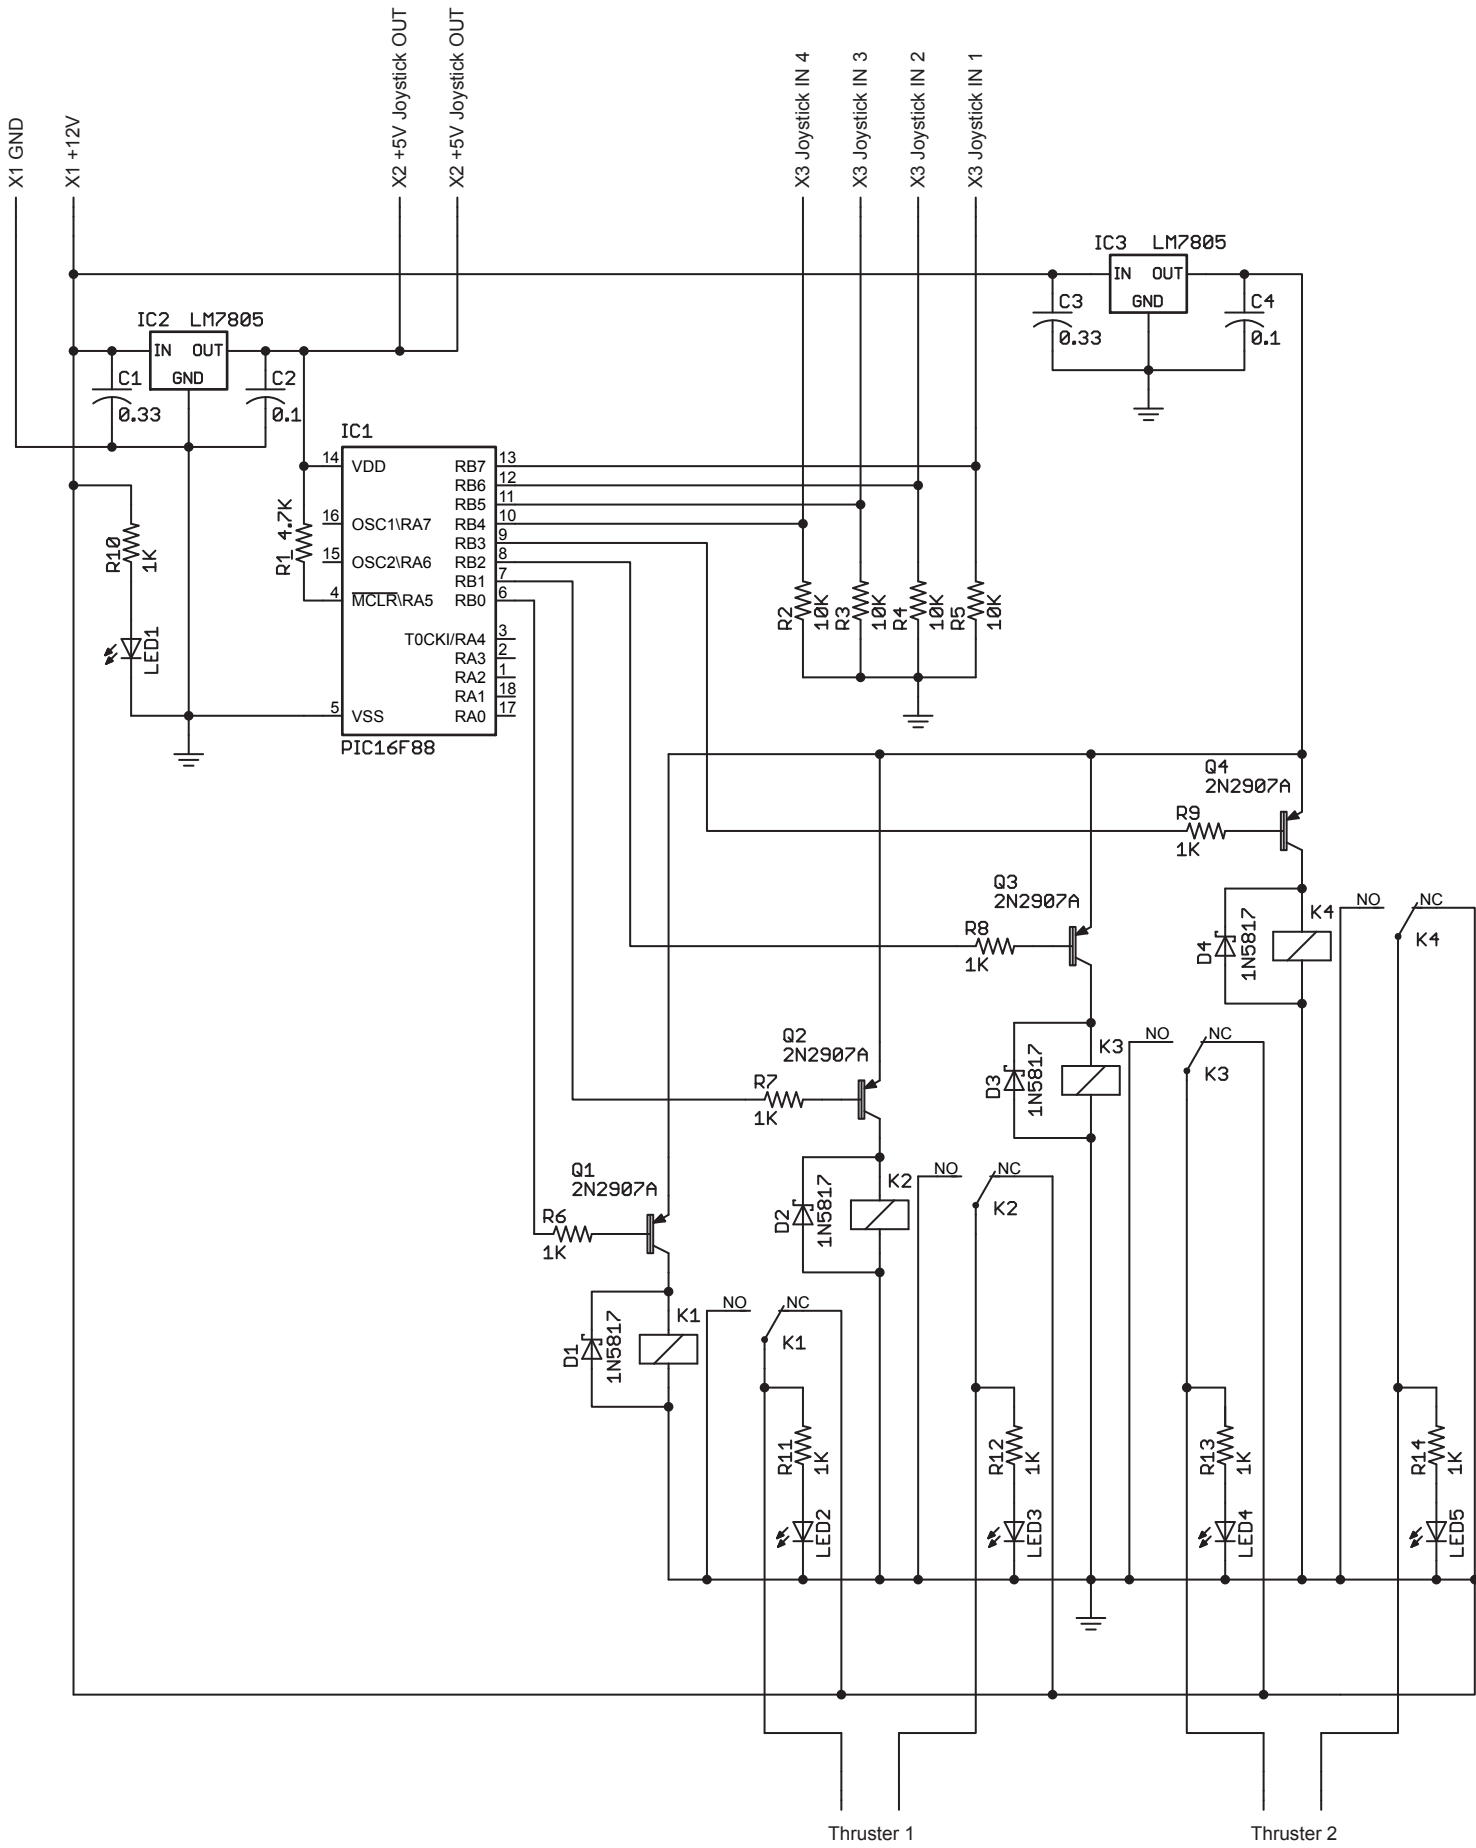 X1 GND
X1 +12V
X2 +5V Joystick OUT
X2 +5V Joystick OUT
X3 Joystick IN 4
X3 Joystick IN 3
X3 Joystick IN 2
X3 Joystick IN 1
IC3 LM7805
IN OUT
GND
C3
0.33
C4
0.1
IC2 LM7805
IN OUT
GND
C1
0.33
C2
0.1
IC1
14 VDD
16 OSC1\RA7
15 OSC2\RA6
4 MCLR\RA5
5 VSS
RB7 13
RB6 12
RB5 11
RB4 10
RB3 9
RB2 8
RB1 7
RB0 6
T0CKI/RA4 3
RA3 2
RA2 1
RA1 18
RA0 17
PIC16F88
R1 4.7K
R10
1K
LED1
R2
10K
R3
10K
R4
10K
R5
10K
Q4
2N2907A
R9
1K
Q3
2N2907A
R8
1K
D4
1N5817
K4
NO
NC
K4
Q2
2N2907A
R7
1K
D3
1N5817
K3
NO
NC
K3
Q1
2N2907A
R6
1K
D2
1N5817
K2
NO
NC
K2
D1
1N5817
K1
NO
NC
K1
R11
1K
LED2
R12
1K
LED3
R13
1K
LED4
R14
1K
LED5
Thruster 1
Thruster 2